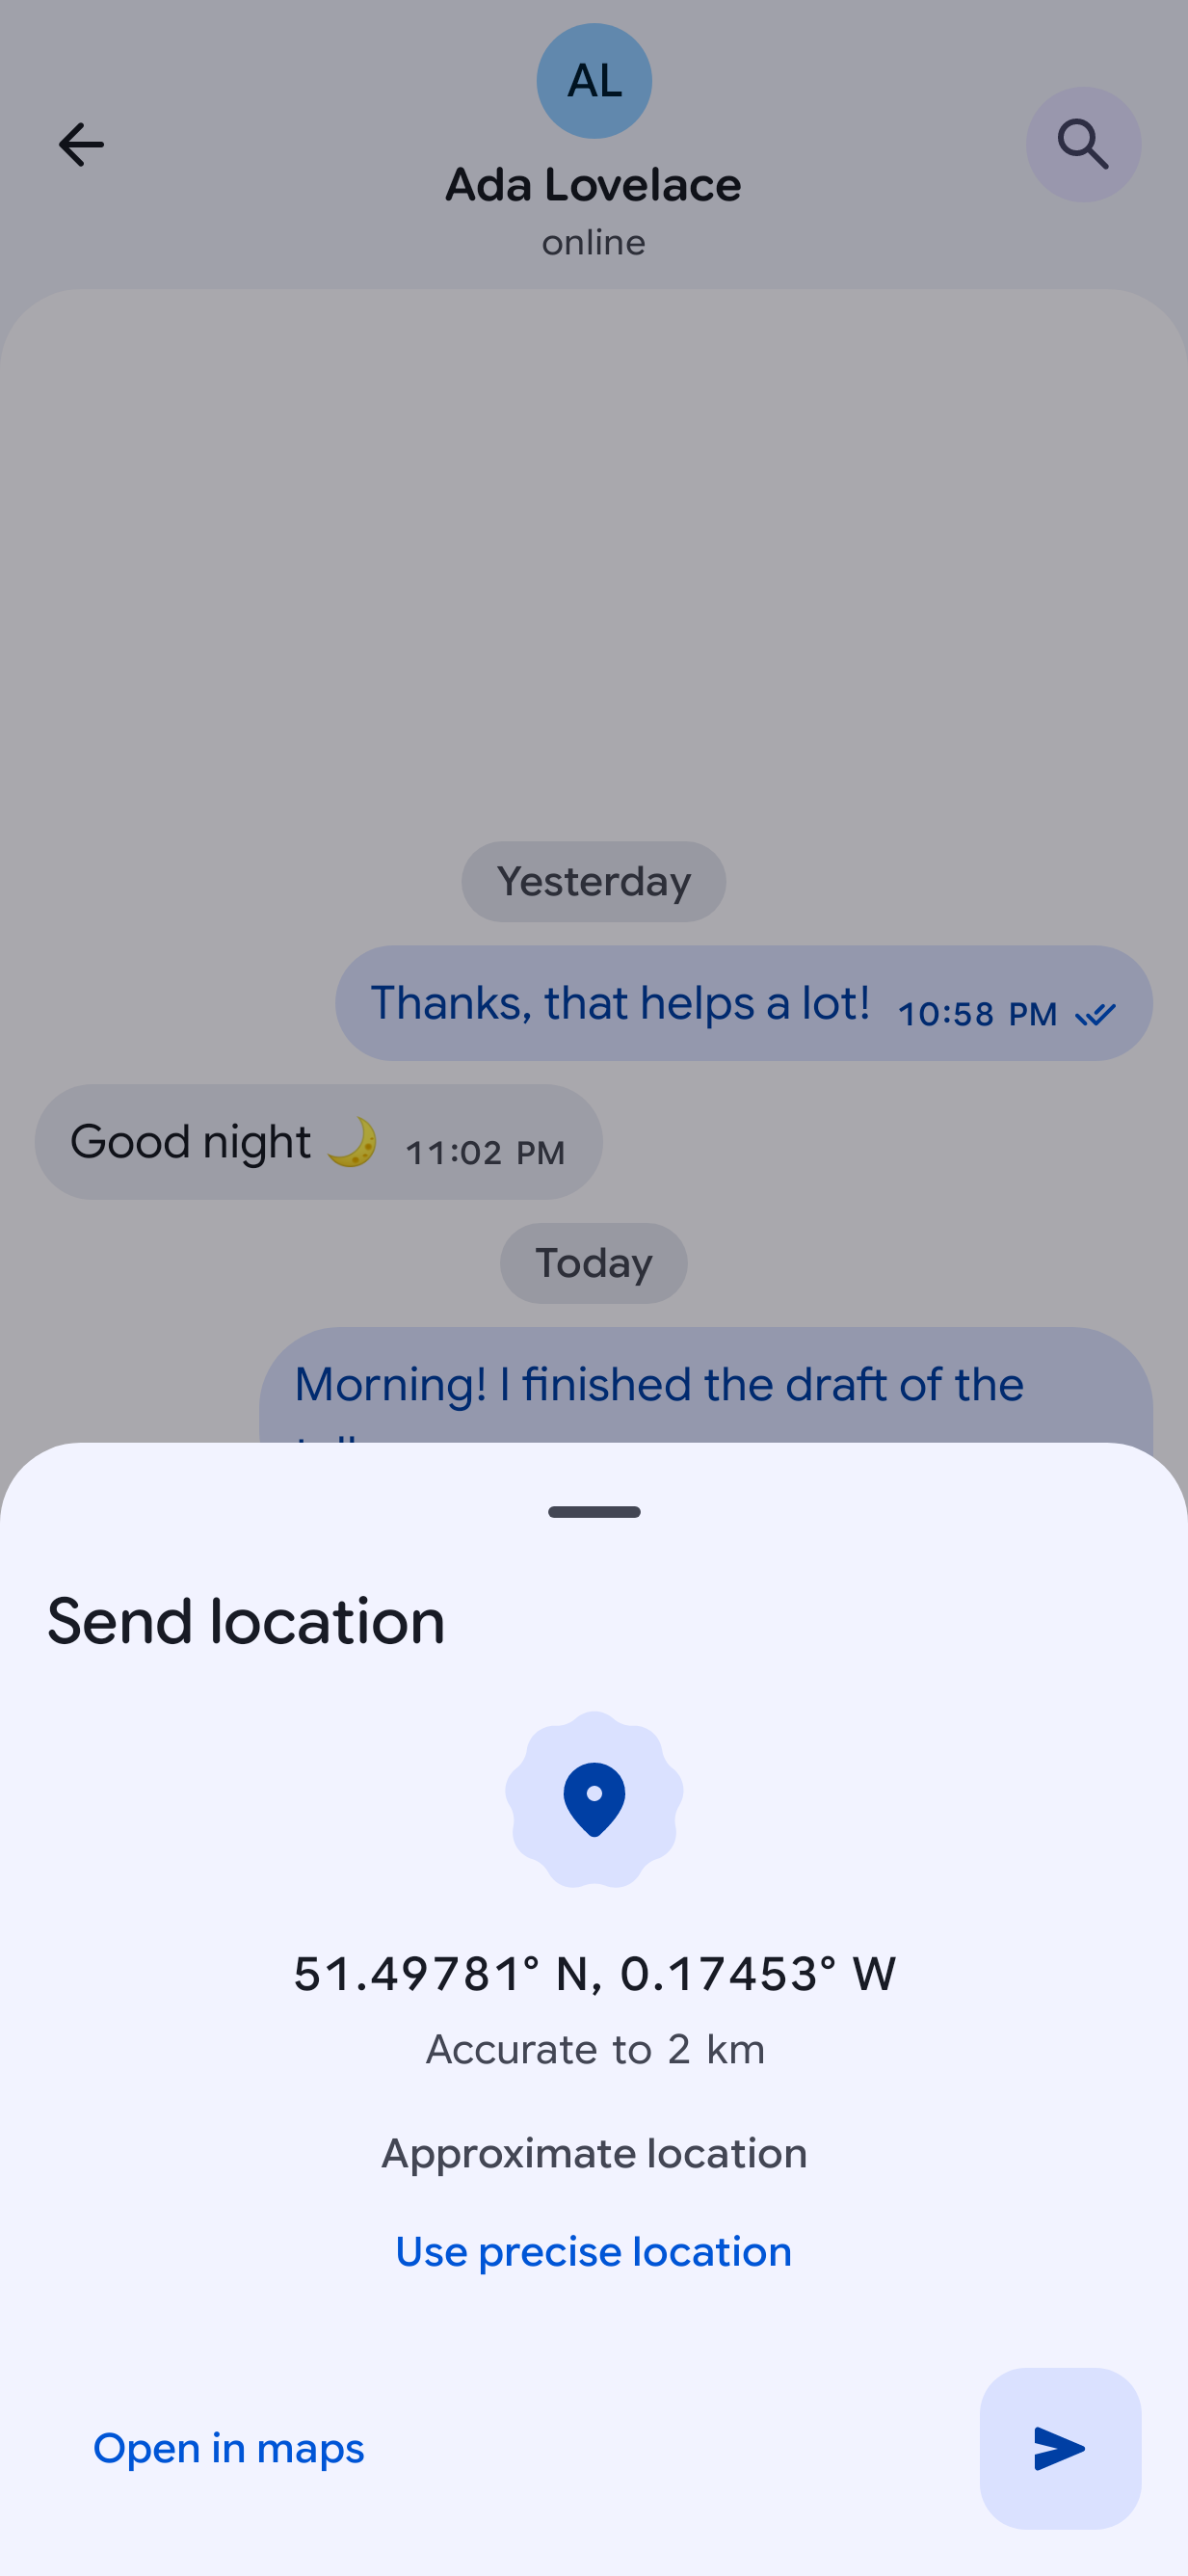 AL
Ada Lovelace
online
Yesterday
Thanks, that helps a lot! 10:58 PM
Good night 🌙 11:02 PM
Today
Morning! I finished the draft of the
Send location
51.49781° N, 0.17453° W
Accurate to 2 km
Approximate location
Use precise location
Open in maps